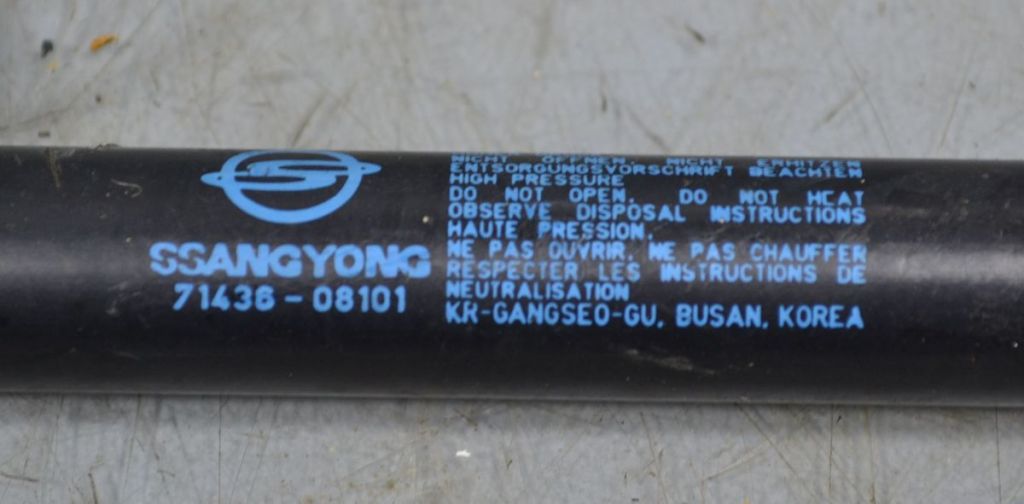 SSANGYONG
71436-08101
NICHT ÖFFNEN. NICHT ERHITZEN
ENTSORGUNGSVORSCHRIFT BEACHTEN
HIGH PRESSURE
DO NOT OPEN. DO NOT HEAT
OBSERVE DISPOSAL INSTRUCTIONS
HAUTE PRESSION.
NE PAS OUVRIR. NE PAS CHAUFFER
RESPECTER LES INSTRUCTIONS DE
NEUTRALISATION
KR-GANGSEO-GU, BUSAN, KOREA